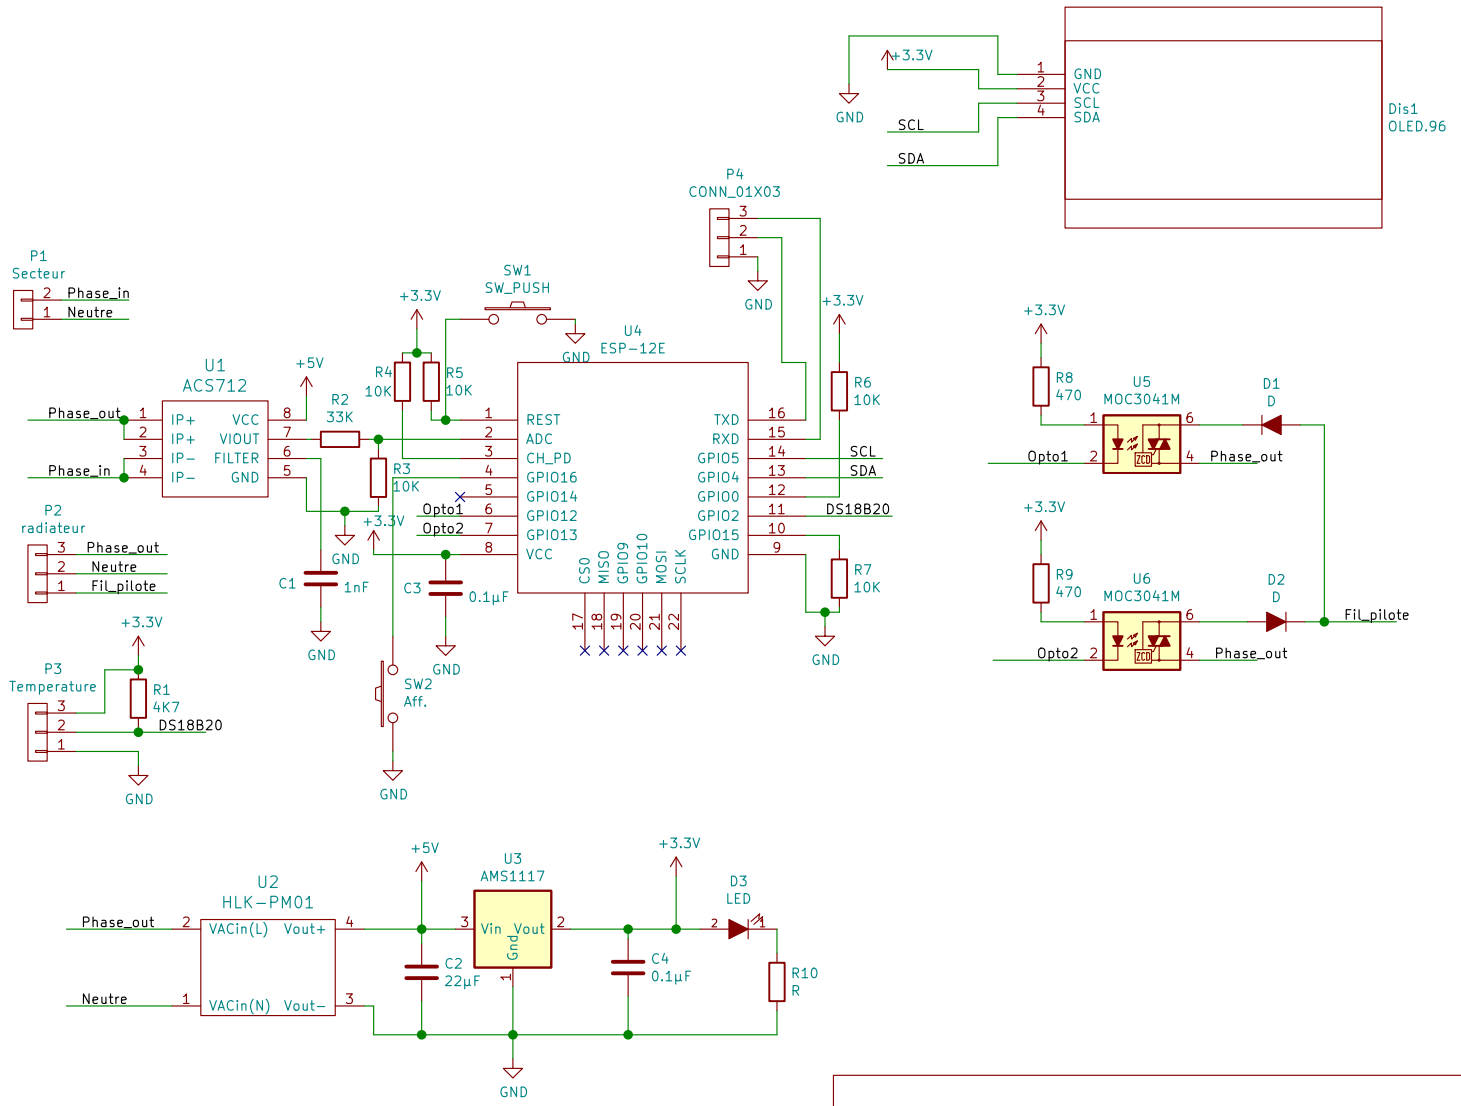 +3.3V
GND
1 GND
2 VCC
3 SCL
4 SDA
SCL
SDA
Dis1
OLED.96
P4
CONN_01X03
3
2
1
GND
P1
Secteur
2 Phase_in
1 Neutre
SW1
SW_PUSH
GND
+3.3V
R4
10K
R5
10K
U4
ESP-12E
1 REST
2 ADC
3 CH_PD
4 GPIO16
5 GPIO14
6 GPIO12
7 GPIO13
8 VCC
TXD 16
RXD 15
GPIO5 14
GPIO4 13
GPIO0 12
GPIO2 11
GPIO15 10
GND 9
CS0 17
MISO 18
GPIO9 19
GPIO10 20
MOSI 21
SCLK 22
Opto1
Opto2
SCL
SDA
DS18B20
+3.3V
R6
10K
R7
10K
GND
U1
ACS712
Phase_out
Phase_in
1 IP+
2 IP+
3 IP-
4 IP-
VCC 8
VIOUT 7
FILTER 6
GND 5
+5V
R2
33K
R3
10K
GND
+3.3V
C1
1nF
GND
C3
0.1µF
GND
SW2
Aff.
GND
P2
radiateur
3 Phase_out
2 Neutre
1 Fil_pilote
+3.3V
P3
Temperature
3
2
1
R1
4K7
DS18B20
GND
+3.3V
R8
470
U5
MOC3041M
1
2
6
4
ZCD
Opto1
Phase_out
D1
D
+3.3V
R9
470
U6
MOC3041M
1
2
6
4
ZCD
Opto2
Phase_out
D2
D
Fil_pilote
U2
HLK-PM01
Phase_out
Neutre
2 VACin(L) Vout+ 4
1 VACin(N) Vout- 3
+5V
C2
22µF
U3
AMS1117
3 Vin Vout 2
Gnd
1
GND
+3.3V
C4
0.1µF
D3
LED
2
1
R10
R